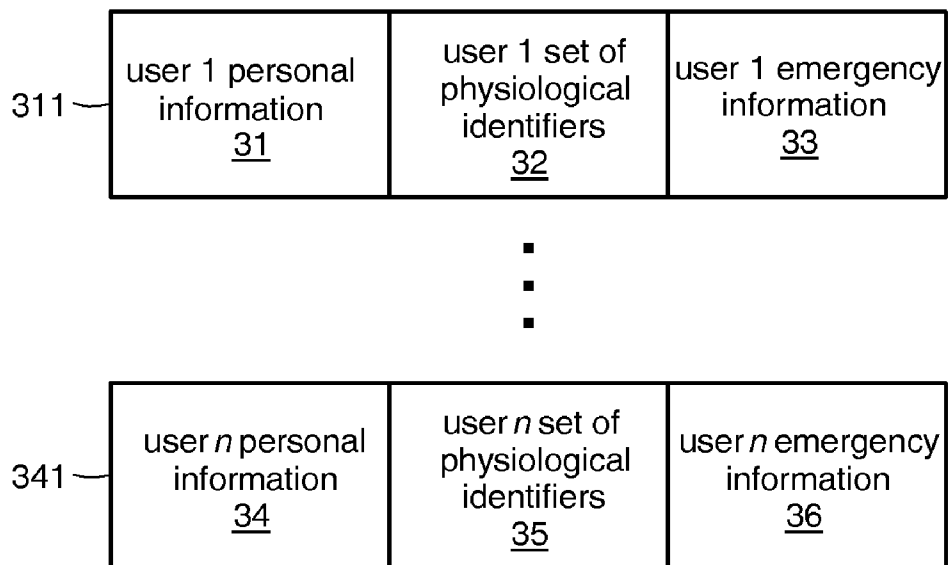 311
user 1 personal
information
31
user 1 set of
physiological
identifiers
32
user 1 emergency
information
33
341
user n personal
information
34
user n set of
physiological
identifiers
35
user n emergency
information
36